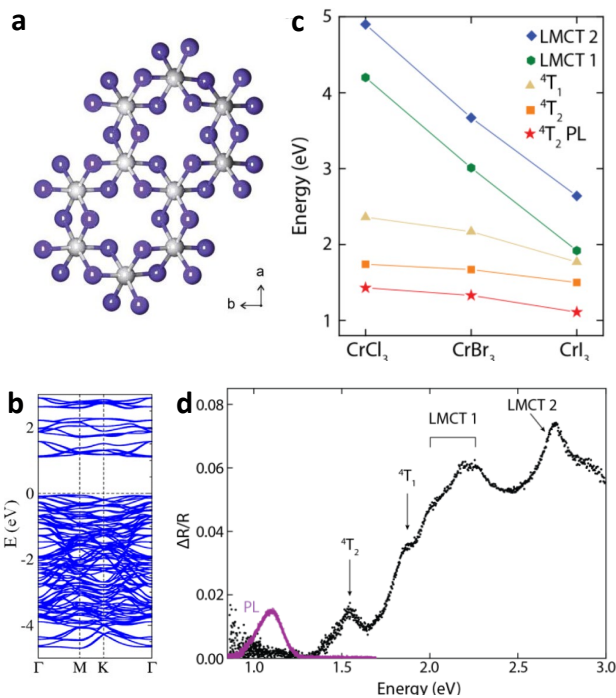 a
b
a
b
E (eV)
2
0
-2
-4
Γ
M
K
Γ
c
Energy (eV)
5
4
3
2
1
CrCl₃
CrBr₃
CrI₃
LMCT 2
LMCT 1
⁴T₁
⁴T₂
⁴T₂ PL
d
ΔR/R
0.08
0.06
0.04
0.02
0.00
PL
⁴T₂
⁴T₁
LMCT 1
LMCT 2
1.0
1.5
2.0
2.5
3.0
Energy (eV)